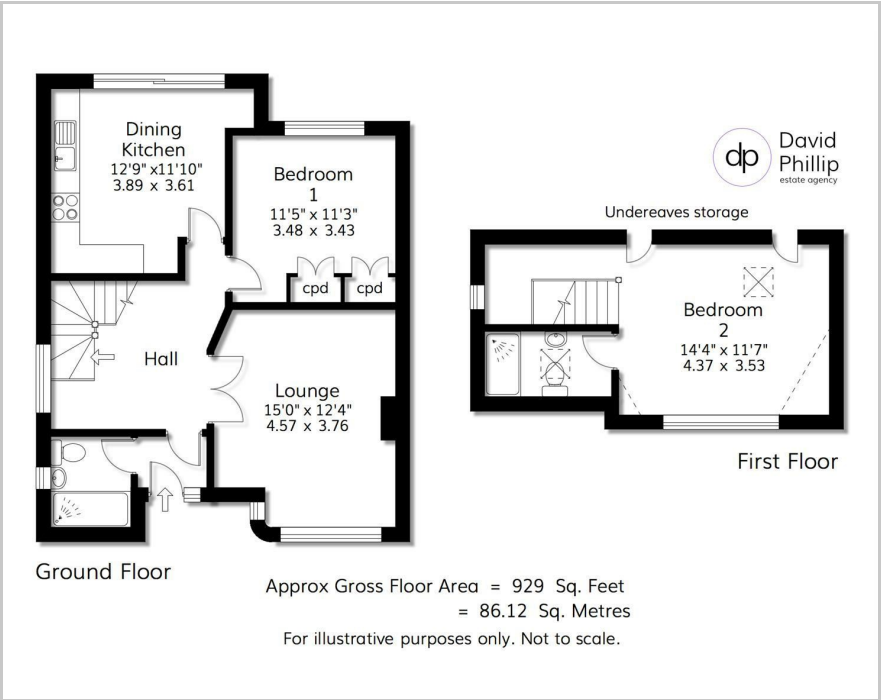 Dining
Kitchen
12'9" x11'10"
3.89 x 3.61
Bedroom
1
11'5" x 11'3"
3.48 x 3.43
cpd
cpd
Hall
Lounge
15'0" x 12'4"
4.57 x 3.76
Ground Floor
dp
David
Phillip
estate agency
Undereaves storage
Bedroom
2
14'4" x 11'7"
4.37 x 3.53
First Floor
Approx Gross Floor Area = 929 Sq. Feet
= 86.12 Sq. Metres
For illustrative purposes only. Not to scale.